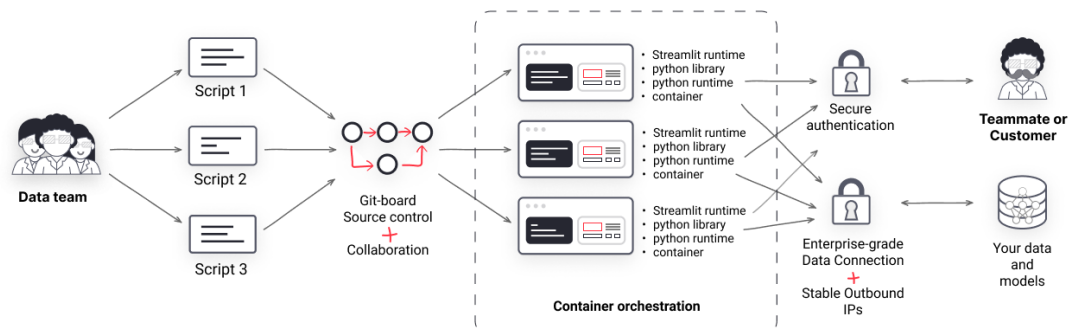 Data team
Script 1
Script 2
Script 3
Git-board
Source control
+
Collaboration
• Streamlit runtime
• python library
• python runtime
• container
• Streamlit runtime
• python library
• python runtime
• container
• Streamlit runtime
• python library
• python runtime
• container
Container orchestration
Secure
authentication
Enterprise-grade
Data Connection
+
Stable Outbound
IPs
Teammate or
Customer
Your data
and
models